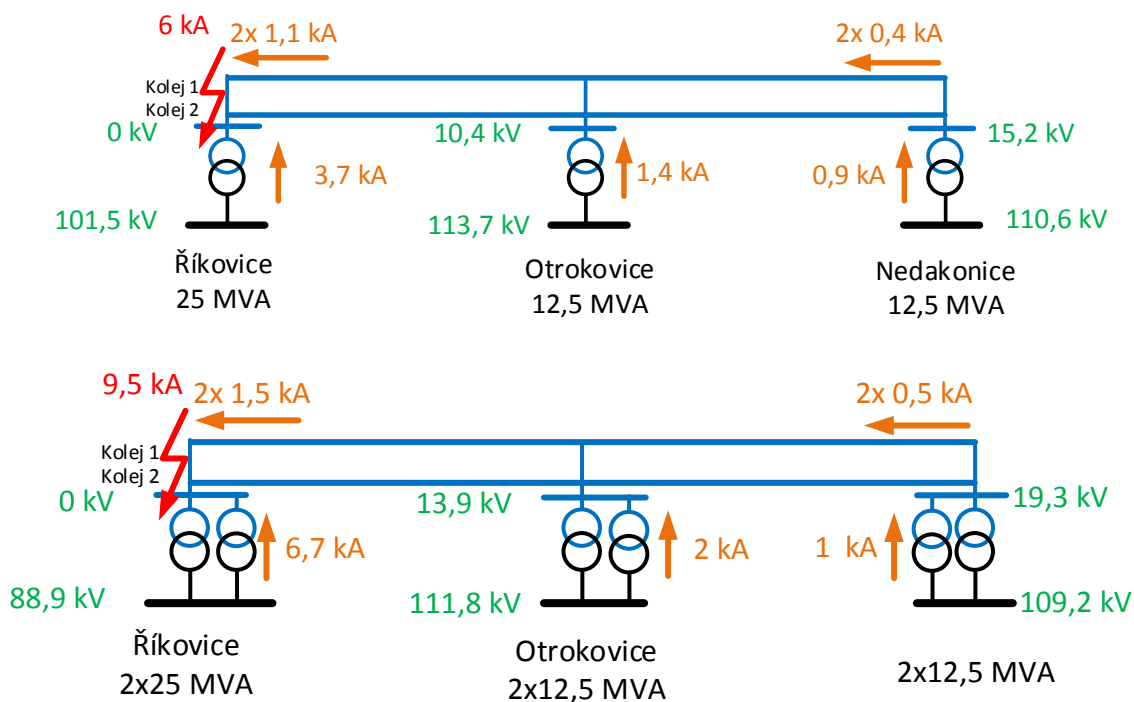 6 kA
2x 1,1 kA
2x 0,4 kA
Kolej 1
Kolej 2
0 kV
10,4 kV
15,2 kV
3,7 kA
1,4 kA
0,9 kA
101,5 kV
113,7 kV
110,6 kV
Říkovice
25 MVA
Otrokovice
12,5 MVA
Nedakonice
12,5 MVA
9,5 kA
2x 1,5 kA
2x 0,5 kA
Kolej 1
Kolej 2
0 kV
13,9 kV
19,3 kV
6,7 kA
2 kA
1 kA
88,9 kV
111,8 kV
109,2 kV
Říkovice
2x25 MVA
Otrokovice
2x12,5 MVA
2x12,5 MVA